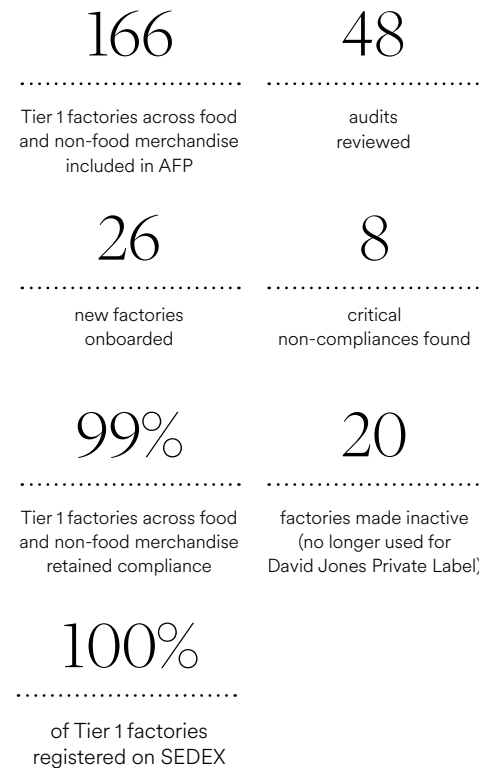 166
Tier 1 factories across food
and non-food merchandise
included in AFP
48
audits
reviewed
26
new factories
onboarded
8
critical
non-compliances found
99%
Tier 1 factories across food
and non-food merchandise
retained compliance
20
factories made inactive
(no longer used for
David Jones Private Label)
100%
of Tier 1 factories
registered on SEDEX